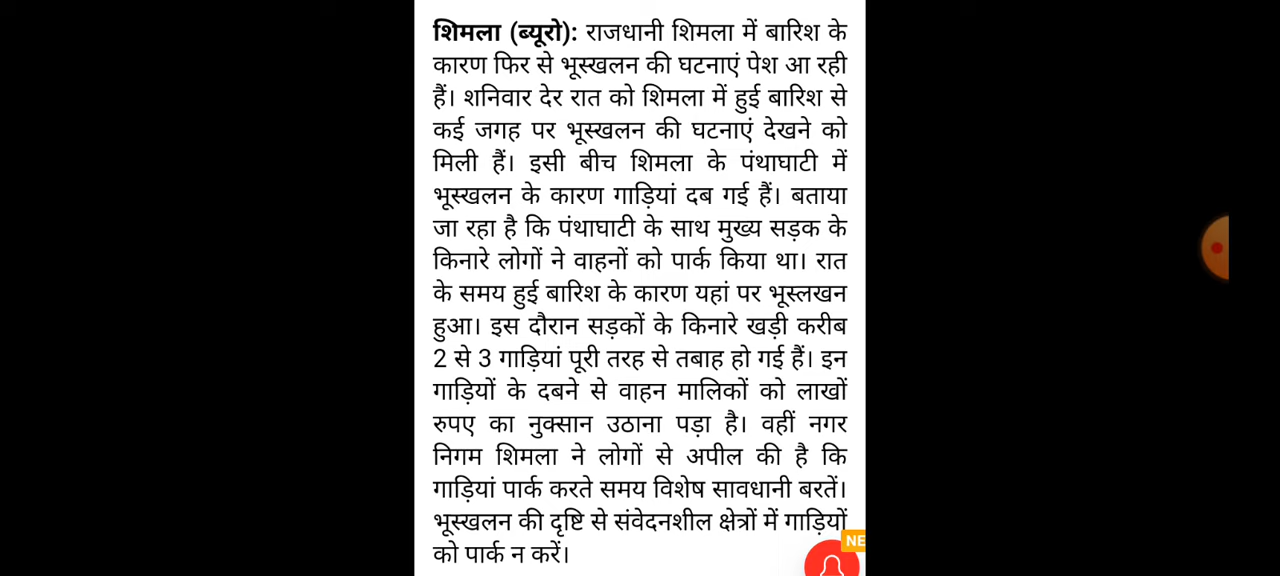 शिमला (ब्यूरो): राजधानी शिमला में बारिश के
कारण फिर से भूस्खलन की घटनाएं पेश आ रही
हैं। शनिवार देर रात को शिमला में हुई बारिश से
कई जगह पर भूस्खलन की घटनाएं देखने को
मिली हैं। इसी बीच शिमला के पंथाघाटी में
भूस्खलन के कारण गाड़ियां दब गई हैं। बताया
जा रहा है कि पंथाघाटी के साथ मुख्य सड़क के
किनारे लोगों ने वाहनों को पार्क किया था। रात
के समय हुई बारिश के कारण यहां पर भूस्लखन
हुआ। इस दौरान सड़कों के किनारे खड़ी करीब
2 से 3 गाड़ियां पूरी तरह से तबाह हो गई हैं। इन
गाड़ियों के दबने से वाहन मालिकों को लाखों
रुपए का नुक्सान उठाना पड़ा है। वहीं नगर
निगम शिमला ने लोगों से अपील की है कि
गाड़ियां पार्क करते समय विशेष सावधानी बरतें।
भूस्खलन की दृष्टि से संवेदनशील क्षेत्रों में गाड़ियों
को पार्क न करें।
NE